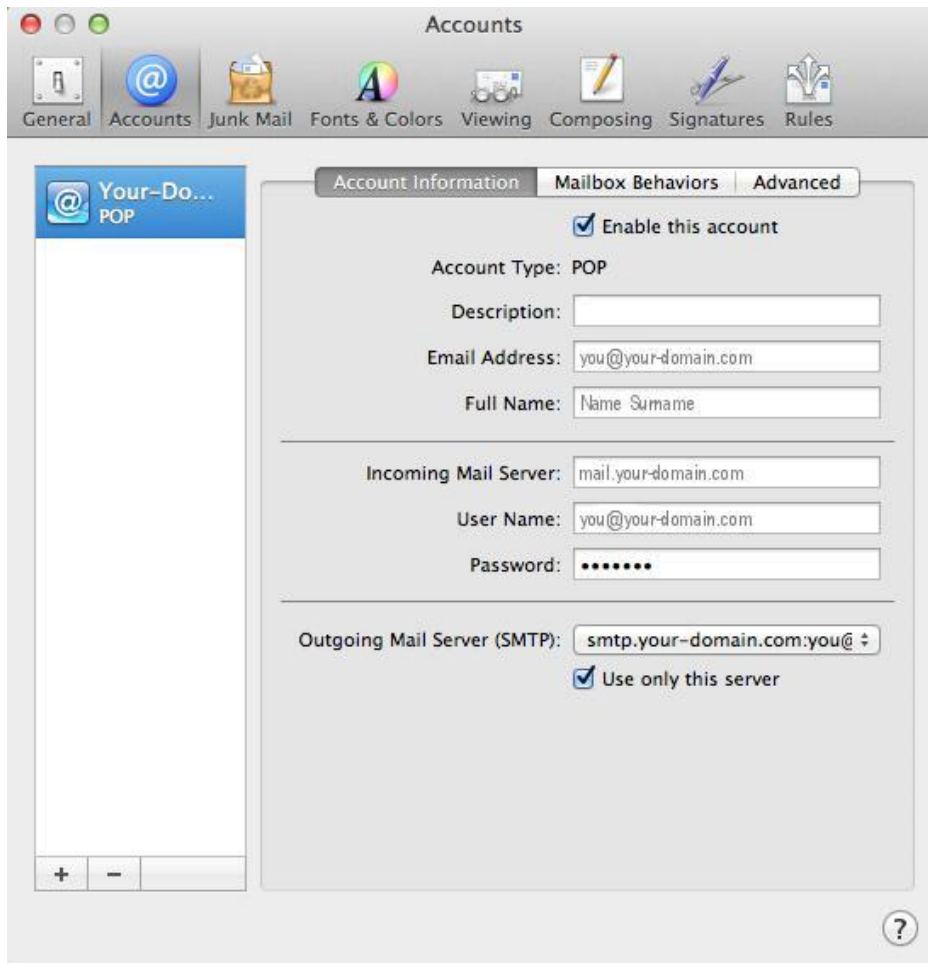 Accounts
General Accounts Junk Mail Fonts & Colors Viewing Composing Signatures Rules
Your-Do...
POP
Account Information Mailbox Behaviors Advanced
Enable this account
Account Type: POP
Description:
Email Address: you@your-domain.com
Full Name: Name Surname
Incoming Mail Server: mail.your-domain.com
User Name: you@your-domain.com
Password: •••••••
Outgoing Mail Server (SMTP): smtp.your-domain.com:you@
Use only this server
+ −
?